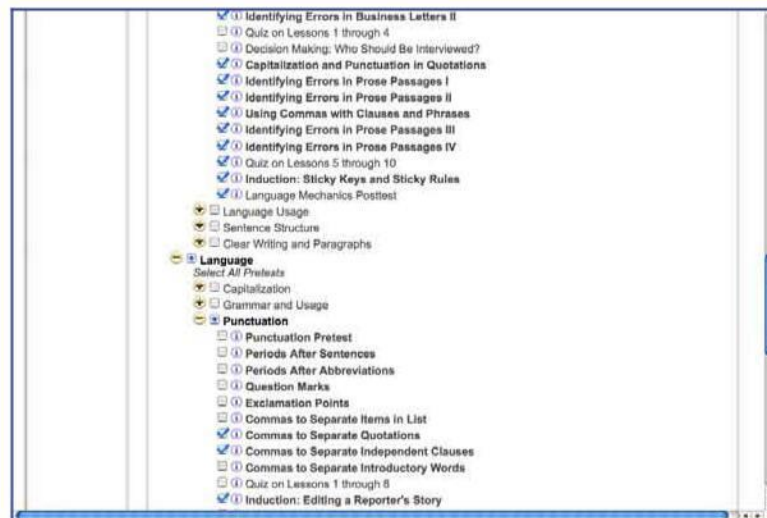 Identifying Errors in Business Letters II
Quiz on Lessons 1 through 4
Decision Making: Who Should Be Interviewed?
Capitalization and Punctuation in Quotations
Identifying Errors in Prose Passages I
Identifying Errors in Prose Passages II
Using Commas with Clauses and Phrases
Identifying Errors in Prose Passages III
Identifying Errors in Prose Passages IV
Quiz on Lessons 5 through 10
Induction: Sticky Keys and Sticky Rules
Language Mechanics Posttest
Language Usage
Sentence Structure
Clear Writing and Paragraphs
Language
Select All Pretests
Capitalization
Grammar and Usage
Punctuation
Punctuation Pretest
Periods After Sentences
Periods After Abbreviations
Question Marks
Exclamation Points
Commas to Separate Items in List
Commas to Separate Quotations
Commas to Separate Independent Clauses
Commas to Separate Introductory Words
Quiz on Lessons 1 through 8
Induction: Editing a Reporter's Story